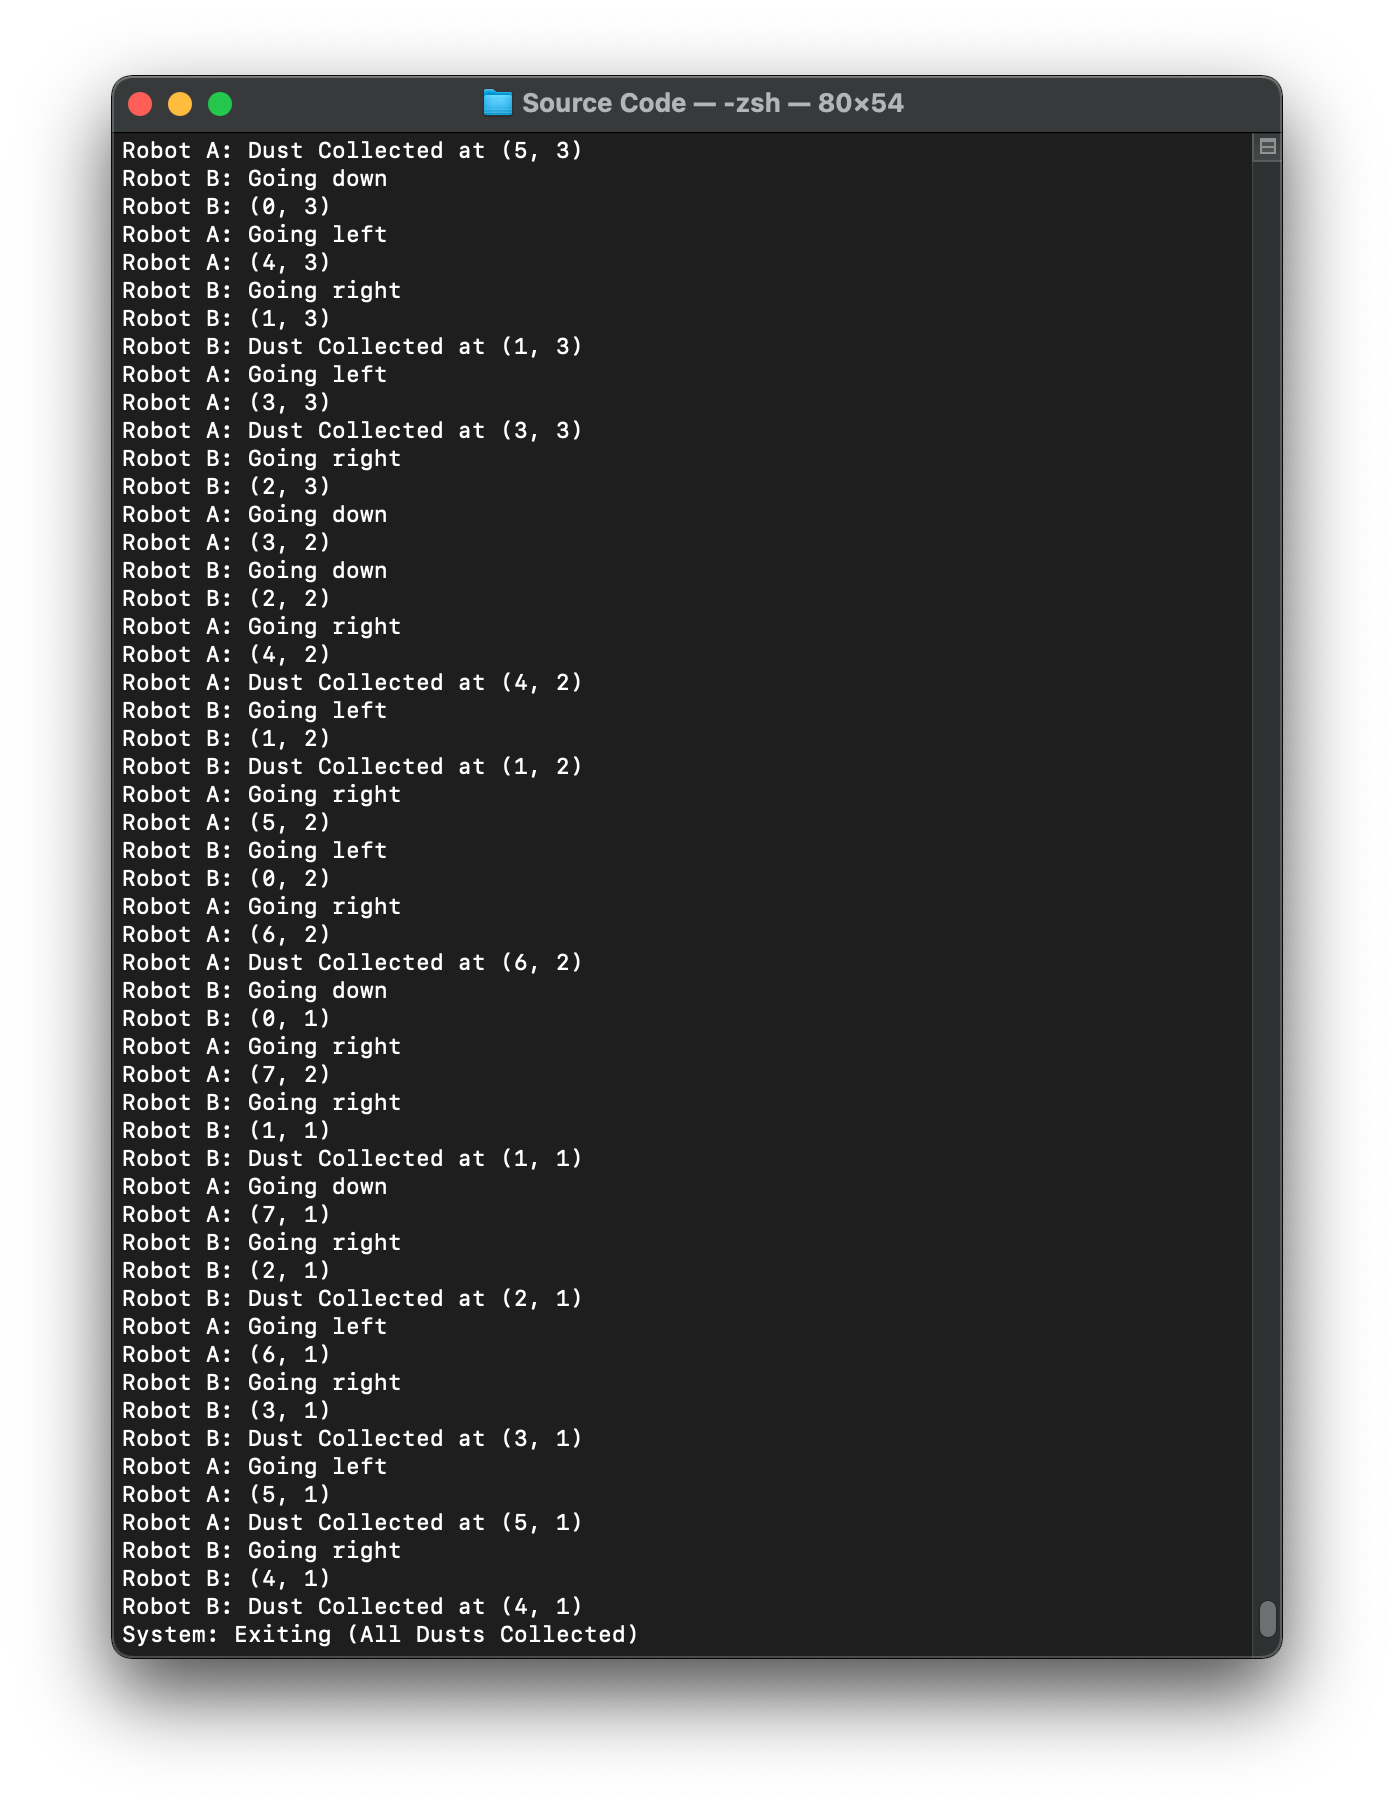 Source Code — -zsh — 80×54
Robot A: Dust Collected at (5, 3)
Robot B: Going down
Robot B: (0, 3)
Robot A: Going left
Robot A: (4, 3)
Robot B: Going right
Robot B: (1, 3)
Robot B: Dust Collected at (1, 3)
Robot A: Going left
Robot A: (3, 3)
Robot A: Dust Collected at (3, 3)
Robot B: Going right
Robot B: (2, 3)
Robot A: Going down
Robot A: (3, 2)
Robot B: Going down
Robot B: (2, 2)
Robot A: Going right
Robot A: (4, 2)
Robot A: Dust Collected at (4, 2)
Robot B: Going left
Robot B: (1, 2)
Robot B: Dust Collected at (1, 2)
Robot A: Going right
Robot A: (5, 2)
Robot B: Going left
Robot B: (0, 2)
Robot A: Going right
Robot A: (6, 2)
Robot A: Dust Collected at (6, 2)
Robot B: Going down
Robot B: (0, 1)
Robot A: Going right
Robot A: (7, 2)
Robot B: Going right
Robot B: (1, 1)
Robot B: Dust Collected at (1, 1)
Robot A: Going down
Robot A: (7, 1)
Robot B: Going right
Robot B: (2, 1)
Robot B: Dust Collected at (2, 1)
Robot A: Going left
Robot A: (6, 1)
Robot B: Going right
Robot B: (3, 1)
Robot B: Dust Collected at (3, 1)
Robot A: Going left
Robot A: (5, 1)
Robot A: Dust Collected at (5, 1)
Robot B: Going right
Robot B: (4, 1)
Robot B: Dust Collected at (4, 1)
System: Exiting (All Dusts Collected)